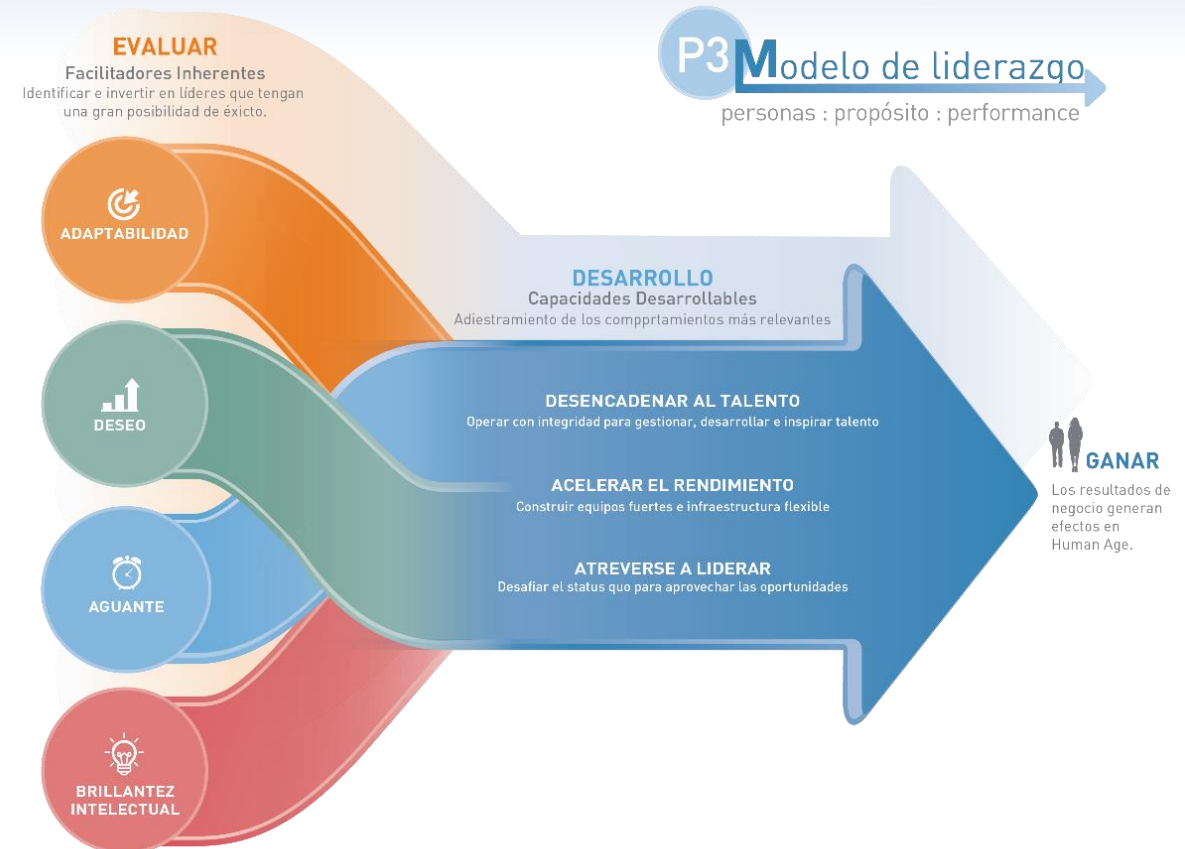 EVALUAR
Facilitadores Inherentes
Identificar e invertir en líderes que tengan
una gran posibilidad de éxicto.
P3 Modelo de liderazgo
personas : propósito : performance
ADAPTABILIDAD
DESEO
AGUANTE
BRILLANTEZ
INTELECTUAL
DESARROLLO
Capacidades Desarrollables
Adiestramiento de los compprtamientos más relevantes
DESENCADENAR AL TALENTO
Operar con integridad para gestionar, desarrollar e inspirar talento
ACELERAR EL RENDIMIENTO
Construir equipos fuertes e infraestructura flexible
ATREVERSE A LIDERAR
Desafiar el status quo para aprovechar las oportunidades
GANAR
Los resultados de
negocio generan
efectos en
Human Age.